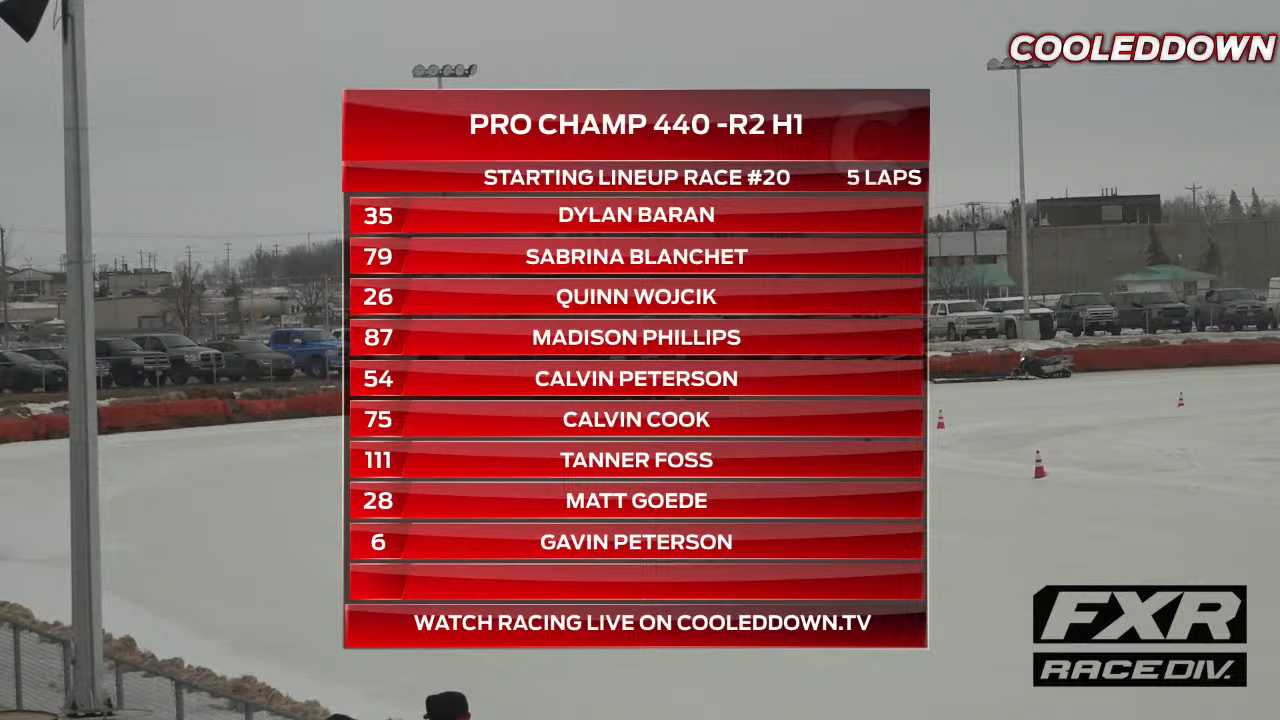 COOLEDDOWN
PRO CHAMP 440 -R2 H1
STARTING LINEUP RACE #20 5 LAPS
35 DYLAN BARAN
79 SABRINA BLANCHET
26 QUINN WOJCIK
87 MADISON PHILLIPS
54 CALVIN PETERSON
75 CALVIN COOK
111 TANNER FOSS
28 MATT GOEDE
6 GAVIN PETERSON
WATCH RACING LIVE ON COOLEDDOWN.TV
FXR
RACE DIV.